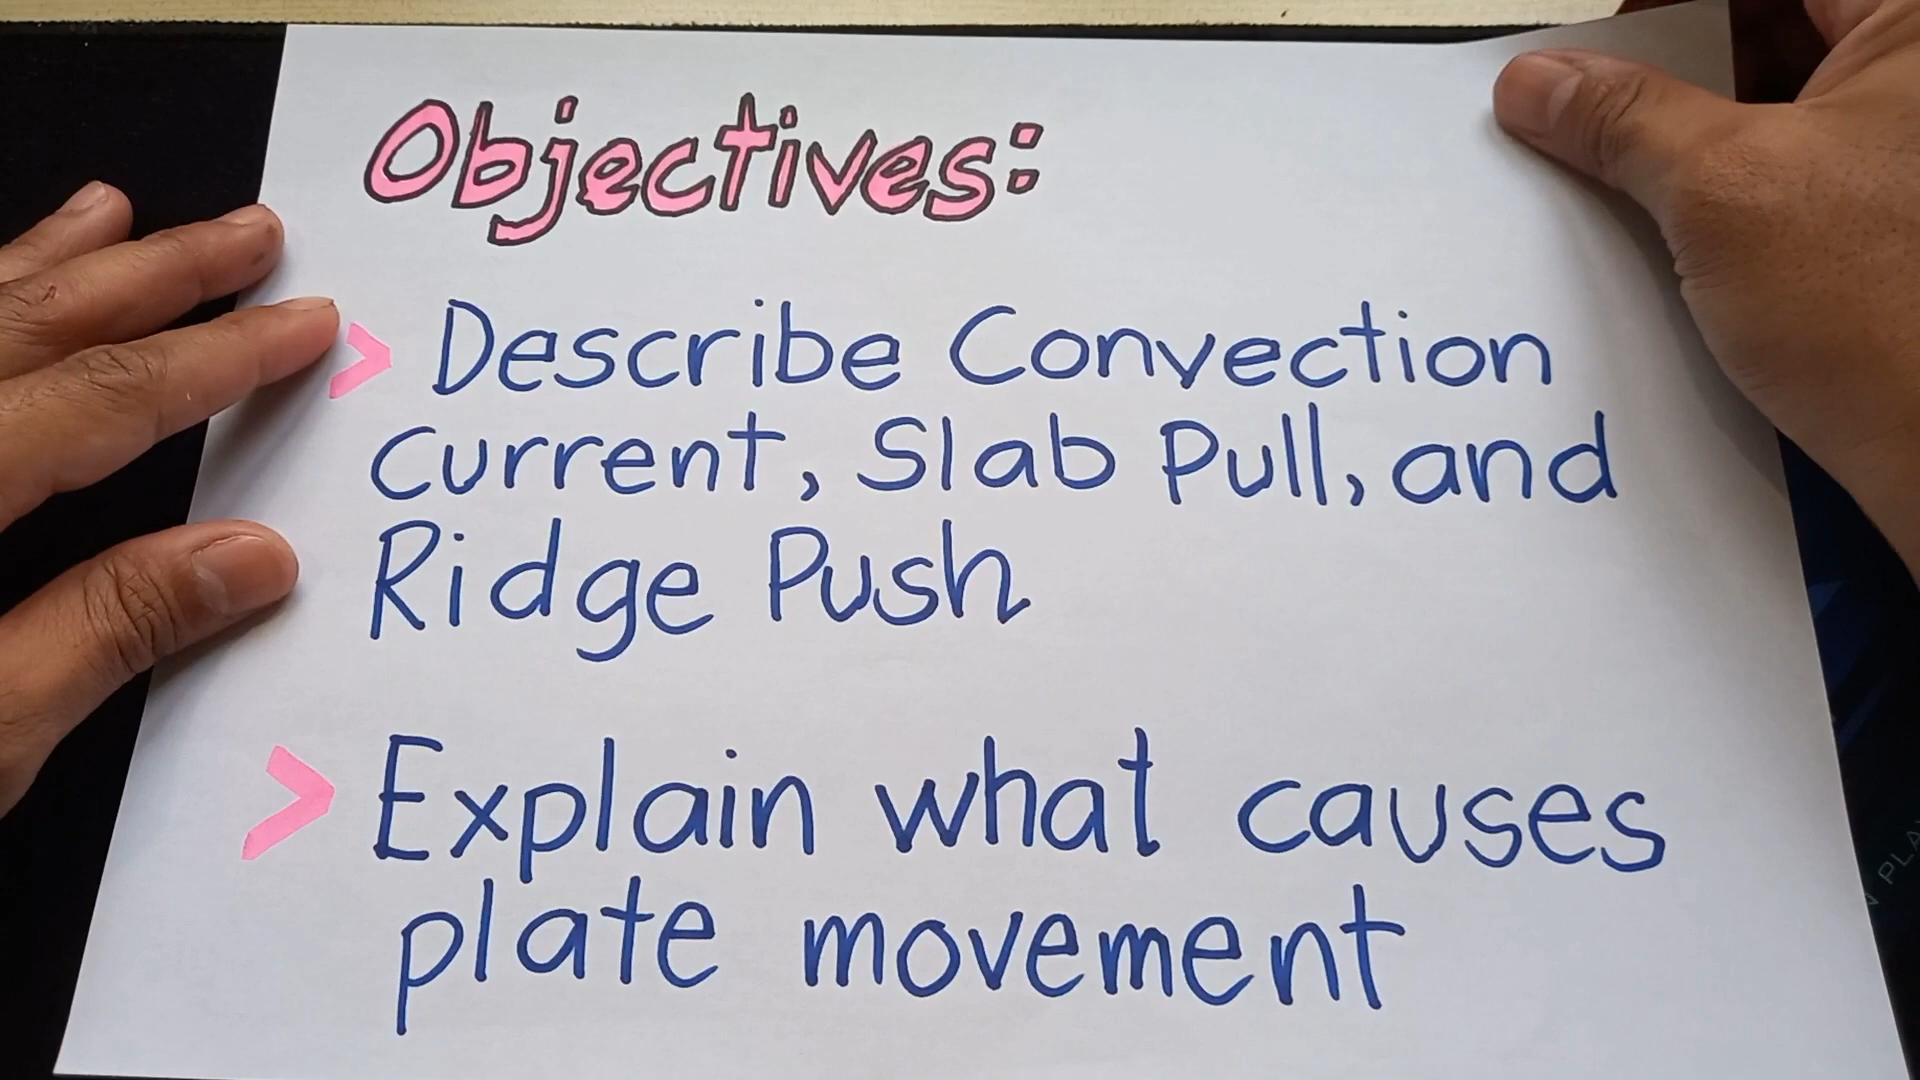 Objectives:
> Describe Convection
Current, Slab Pull, and
Ridge Push
> Explain what causes
plate movement